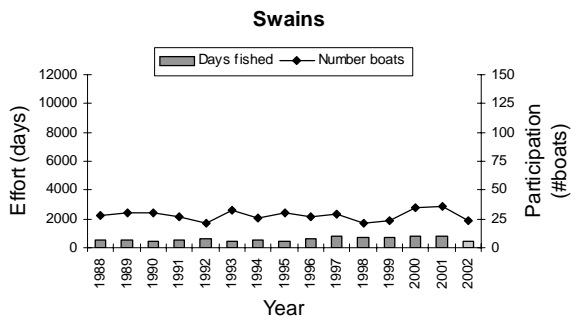 Swains
Days fished Number boats
12000
10000
8000
6000
4000
2000
0
Effort (days)
150
125
100
75
50
25
0
Participation
(#boats)
1988 1989 1990 1991 1992 1993 1994 1995 1996 1997 1998 1999 2000 2001 2002
Year